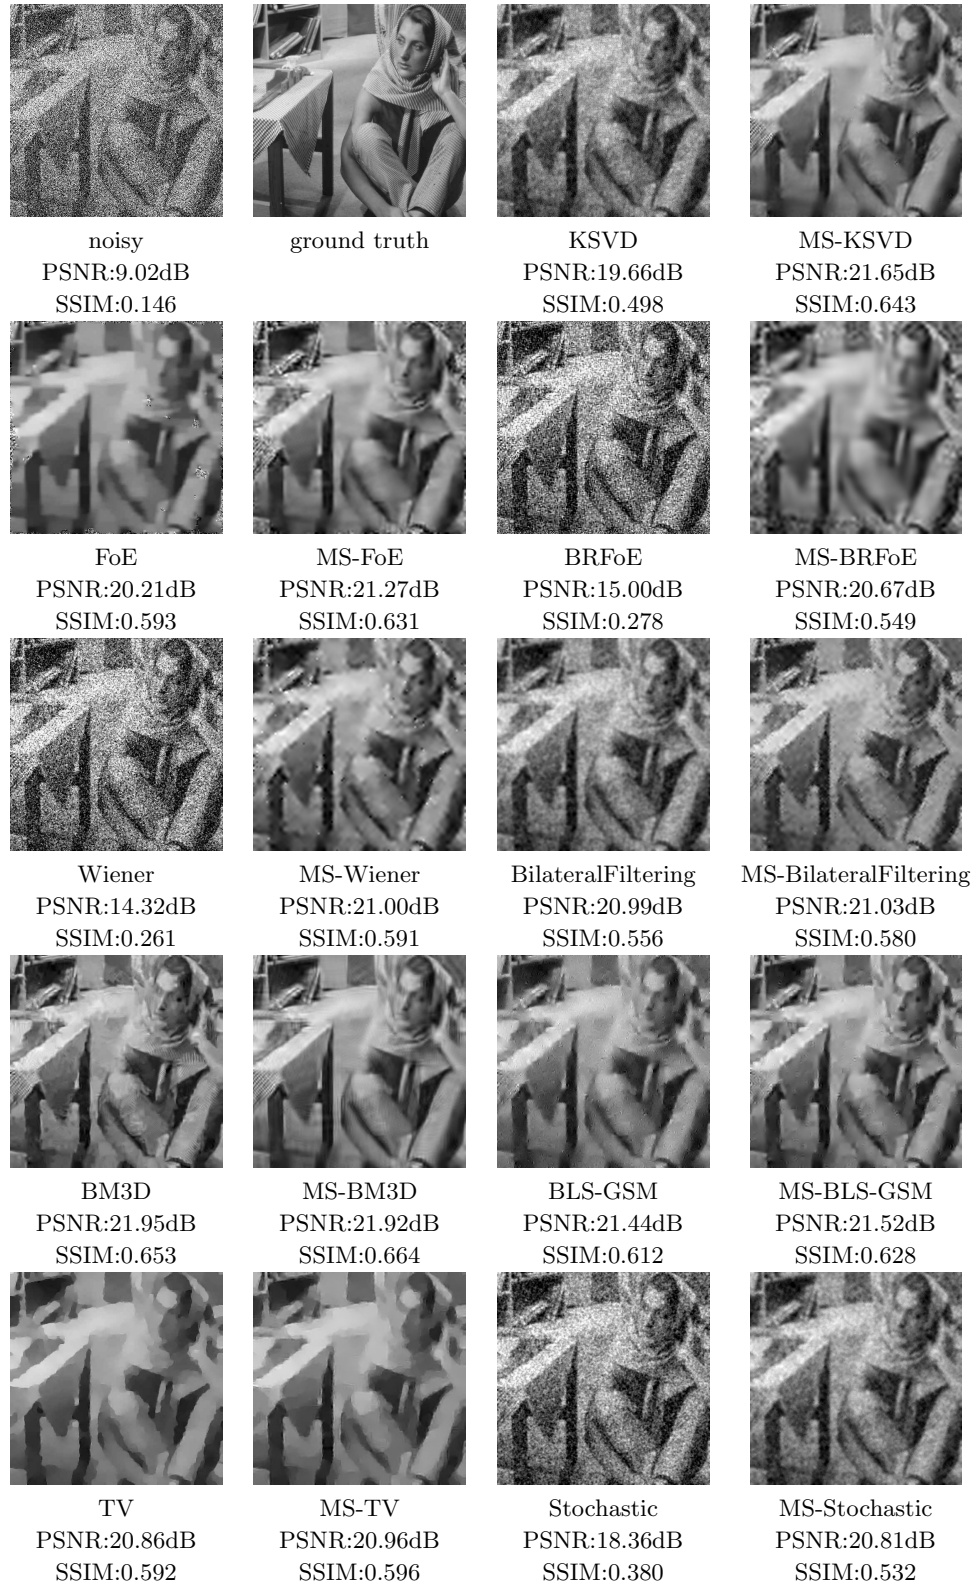 noisy
PSNR:9.02dB
SSIM:0.146
ground truth
KSVD
PSNR:19.66dB
SSIM:0.498
MS-KSVD
PSNR:21.65dB
SSIM:0.643
FoE
PSNR:20.21dB
SSIM:0.593
MS-FoE
PSNR:21.27dB
SSIM:0.631
BRFoE
PSNR:15.00dB
SSIM:0.278
MS-BRFoE
PSNR:20.67dB
SSIM:0.549
Wiener
PSNR:14.32dB
SSIM:0.261
MS-Wiener
PSNR:21.00dB
SSIM:0.591
BilateralFiltering
PSNR:20.99dB
SSIM:0.556
MS-BilateralFiltering
PSNR:21.03dB
SSIM:0.580
BM3D
PSNR:21.95dB
SSIM:0.653
MS-BM3D
PSNR:21.92dB
SSIM:0.664
BLS-GSM
PSNR:21.44dB
SSIM:0.612
MS-BLS-GSM
PSNR:21.52dB
SSIM:0.628
TV
PSNR:20.86dB
SSIM:0.592
MS-TV
PSNR:20.96dB
SSIM:0.596
Stochastic
PSNR:18.36dB
SSIM:0.380
MS-Stochastic
PSNR:20.81dB
SSIM:0.532